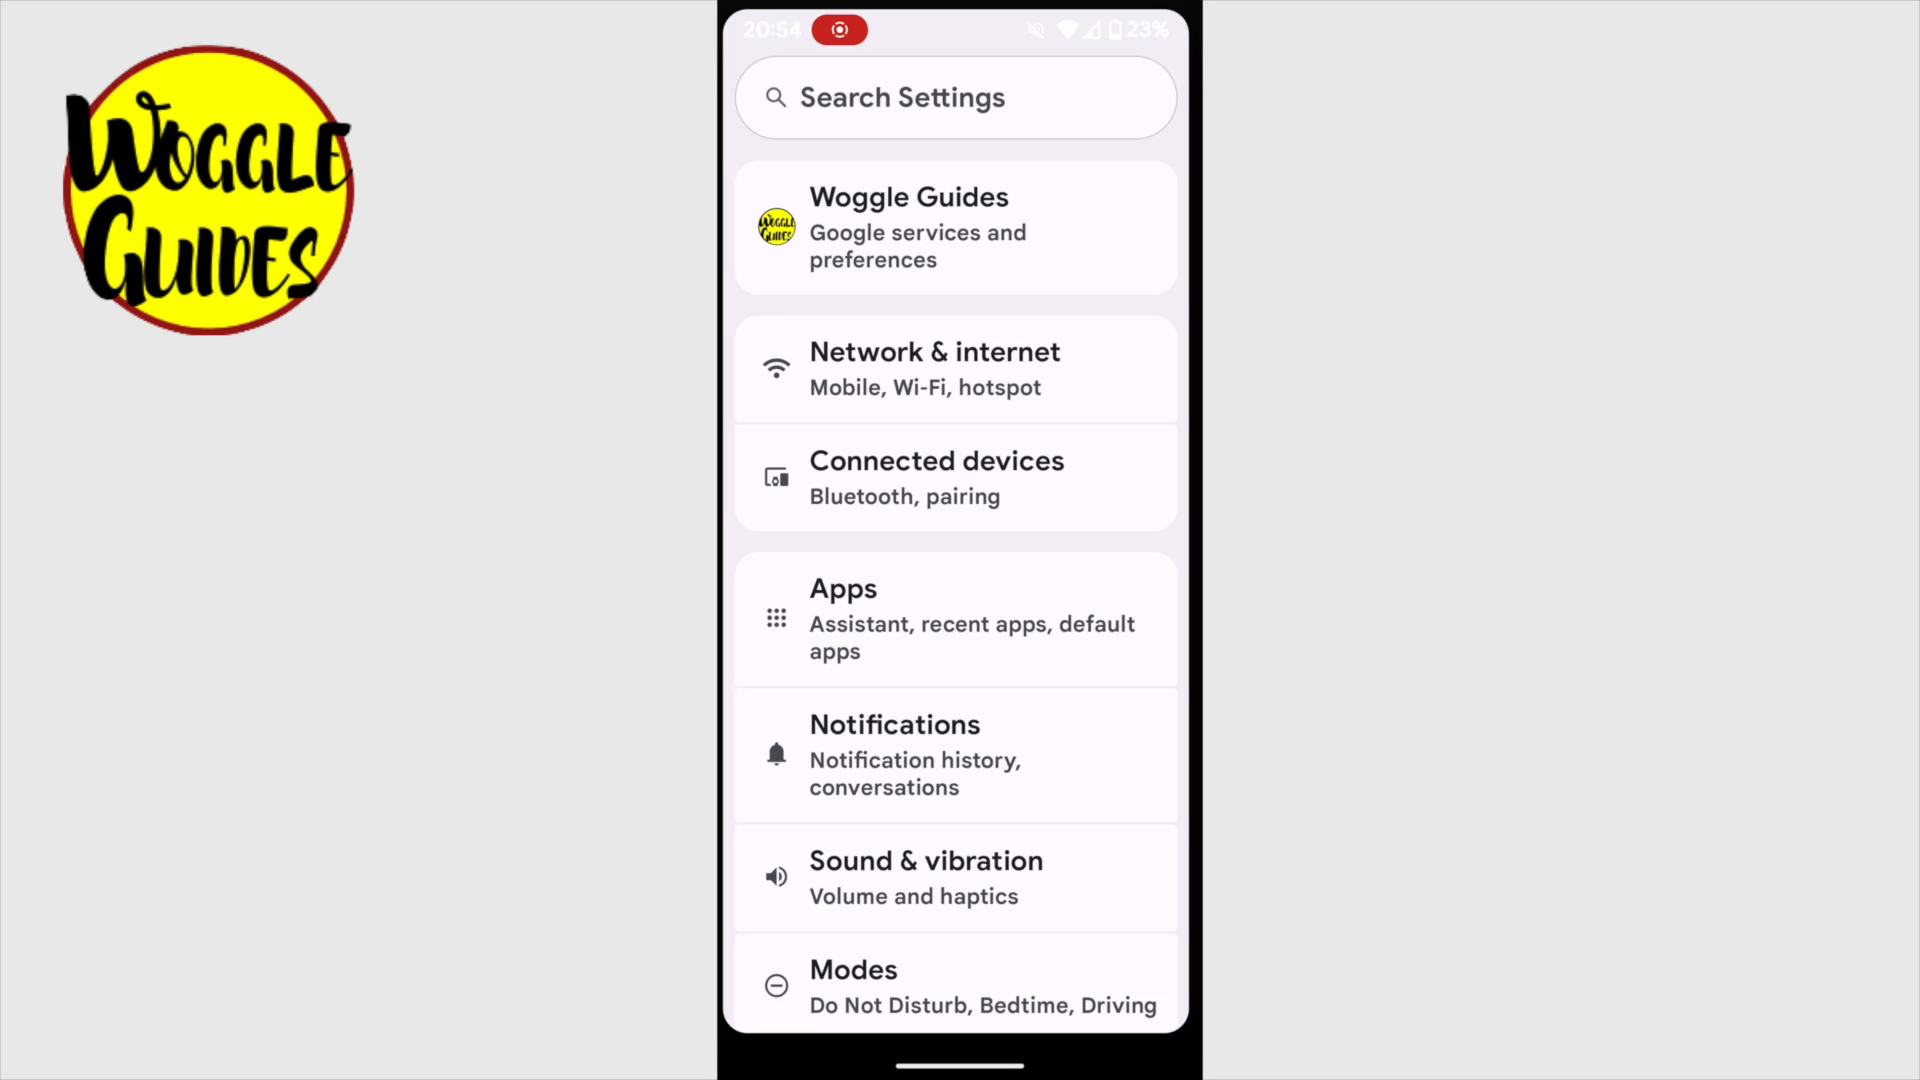 WOGGLE
GUIDES
20:54
23%
Search Settings
Woggle Guides
Google services and
preferences
WOGGLE
GUIDES
Network & internet
Mobile, Wi-Fi, hotspot
Connected devices
Bluetooth, pairing
Apps
Assistant, recent apps, default
apps
Notifications
Notification history,
conversations
Sound & vibration
Volume and haptics
Modes
Do Not Disturb, Bedtime, Driving